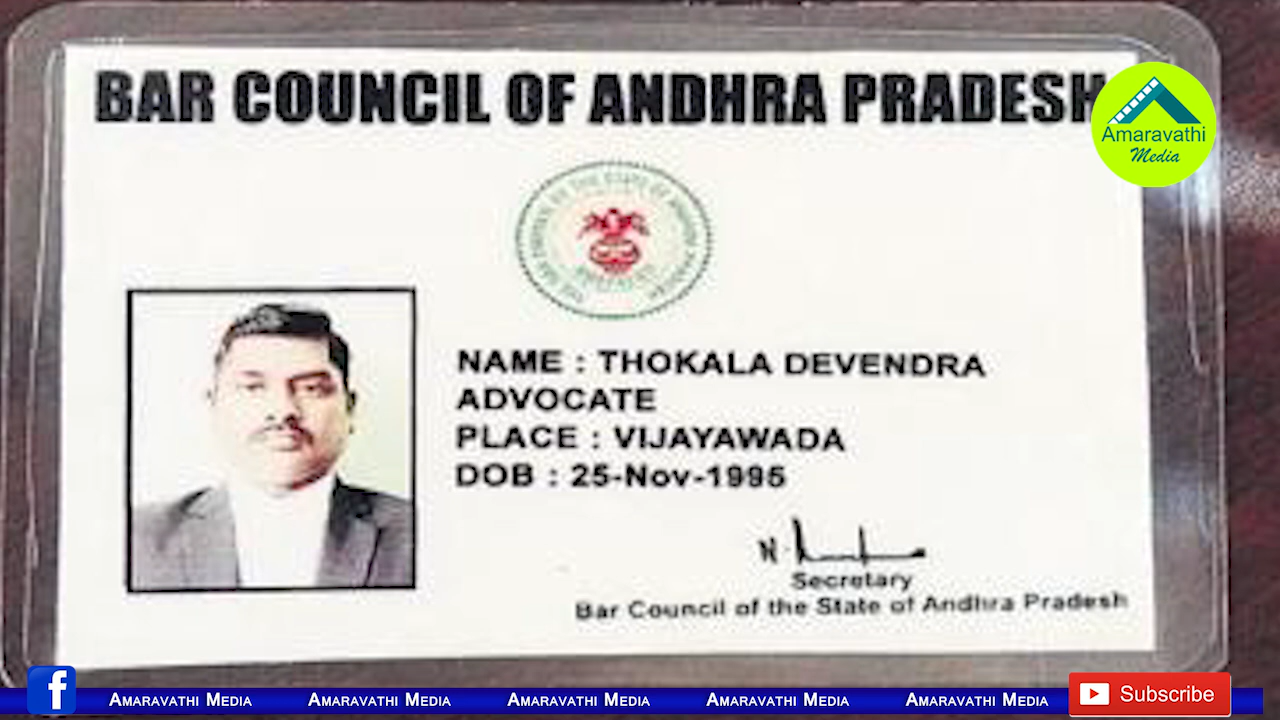 BAR COUNCIL OF ANDHRA PRADESH
Amaravathi
Media
NAME : THOKALA DEVENDRA
ADVOCATE
PLACE : VIJAYAWADA
DOB : 25-Nov-1995
Secretary
Bar Council of the State of Andhra Pradesh
f
Amaravathi Media Amaravathi Media Amaravathi Media Amaravathi Media Amaravathi Media
Subscribe